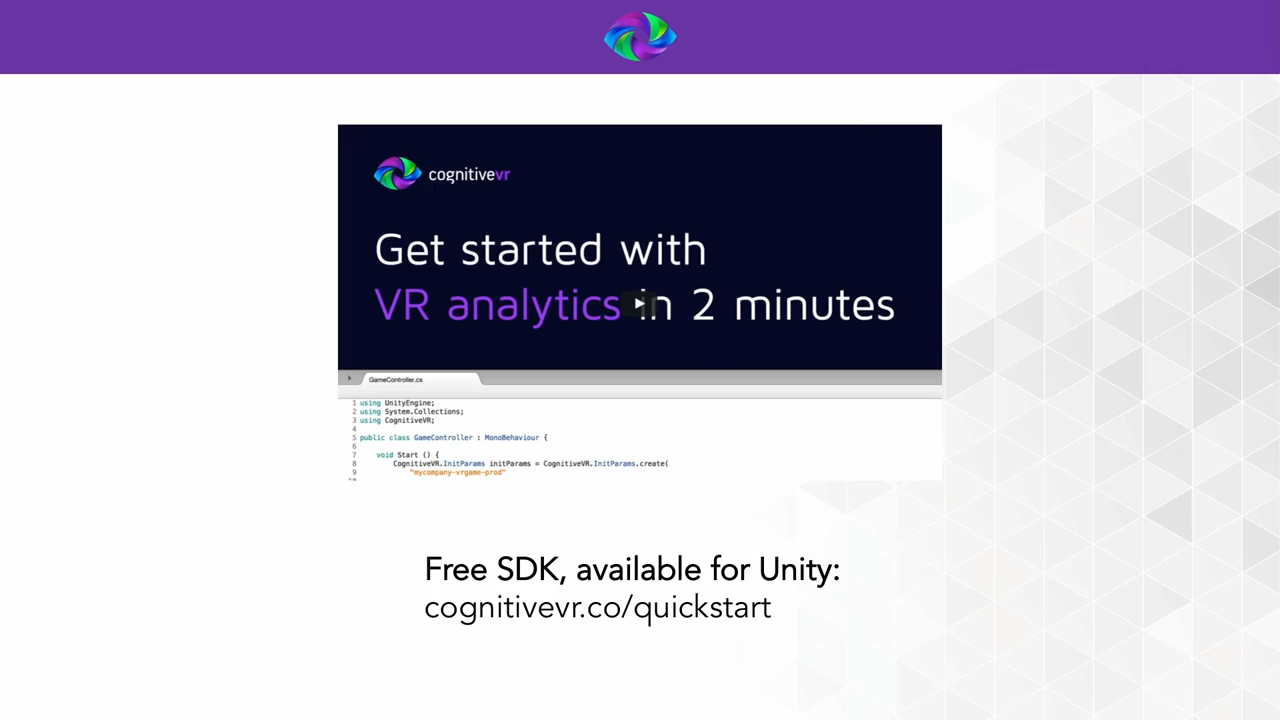 cognitivevr
Get started with
VR analytics in 2 minutes
GameController.cs
1 using UnityEngine;
2 using System.Collections;
3 using CognitiveVR;
4
5 public class GameController : MonoBehaviour {
6
7 void Start () {
8 CognitiveVR.InitParams initParams = CognitiveVR.InitParams.create(
9 "mycompany-vrgame-prod"
10
Free SDK, available for Unity:
cognitivevr.co/quickstart